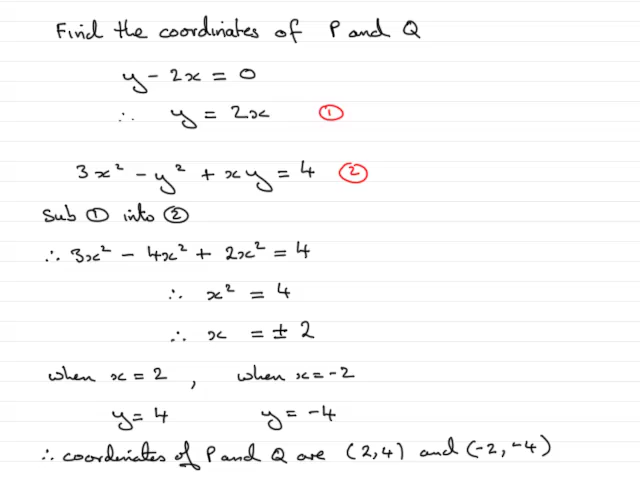 Find the coordinates of P and Q
y - 2x = 0
∴ y = 2x ①
3x² - y² + xy = 4 ②
Sub ① into ②
∴ 3x² - 4x² + 2x² = 4
∴ x² = 4
∴ x = ± 2
when x = 2 , when x = -2
y = 4 y = -4
∴ coordinates of P and Q are (2,4) and (-2,-4)